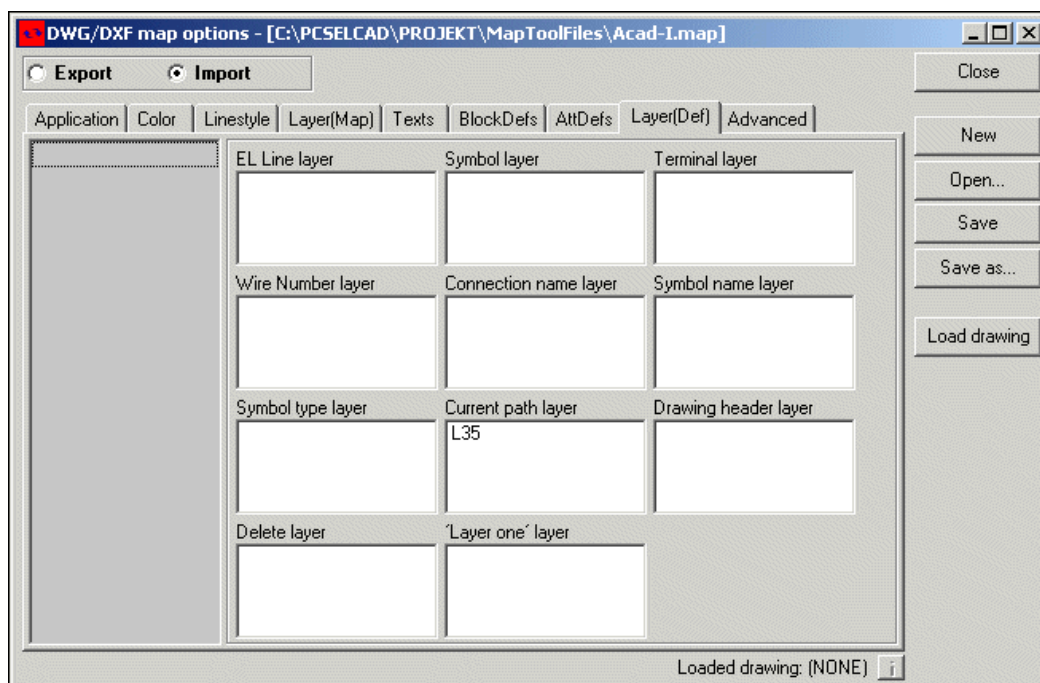 DWG/DXF map options - [C:\PCSELCAD\PROJEKT\MapToolFiles\Acad-I.map]
Export Import
Close
Application Color Linestyle Layer(Map) Texts BlockDefs AttDefs Layer(Def) Advanced
New
Open...
Save
Save as...
Load drawing
EL Line layer Symbol layer Terminal layer
Wire Number layer Connection name layer Symbol name layer
Symbol type layer Current path layer Drawing header layer
L35
Delete layer ´Layer one´ layer
Loaded drawing: (NONE) i